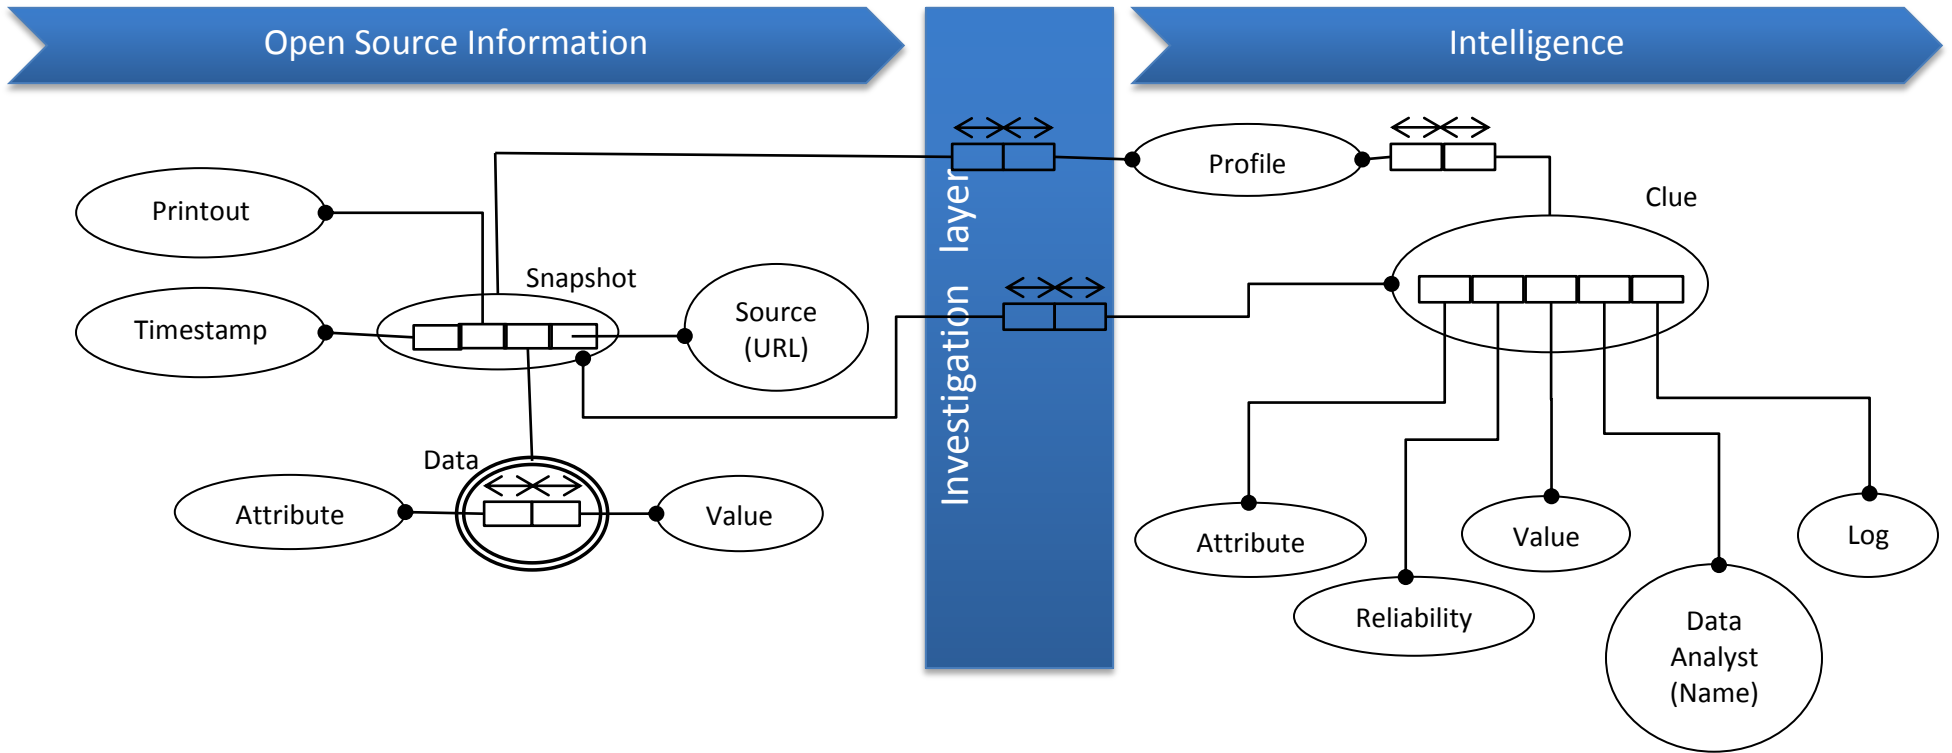 Open Source Information
Intelligence
Investigation layer
Printout
Timestamp
Snapshot
Source
(URL)
Data
Attribute
Value
Profile
Clue
Attribute
Reliability
Value
Data
Analyst
(Name)
Log